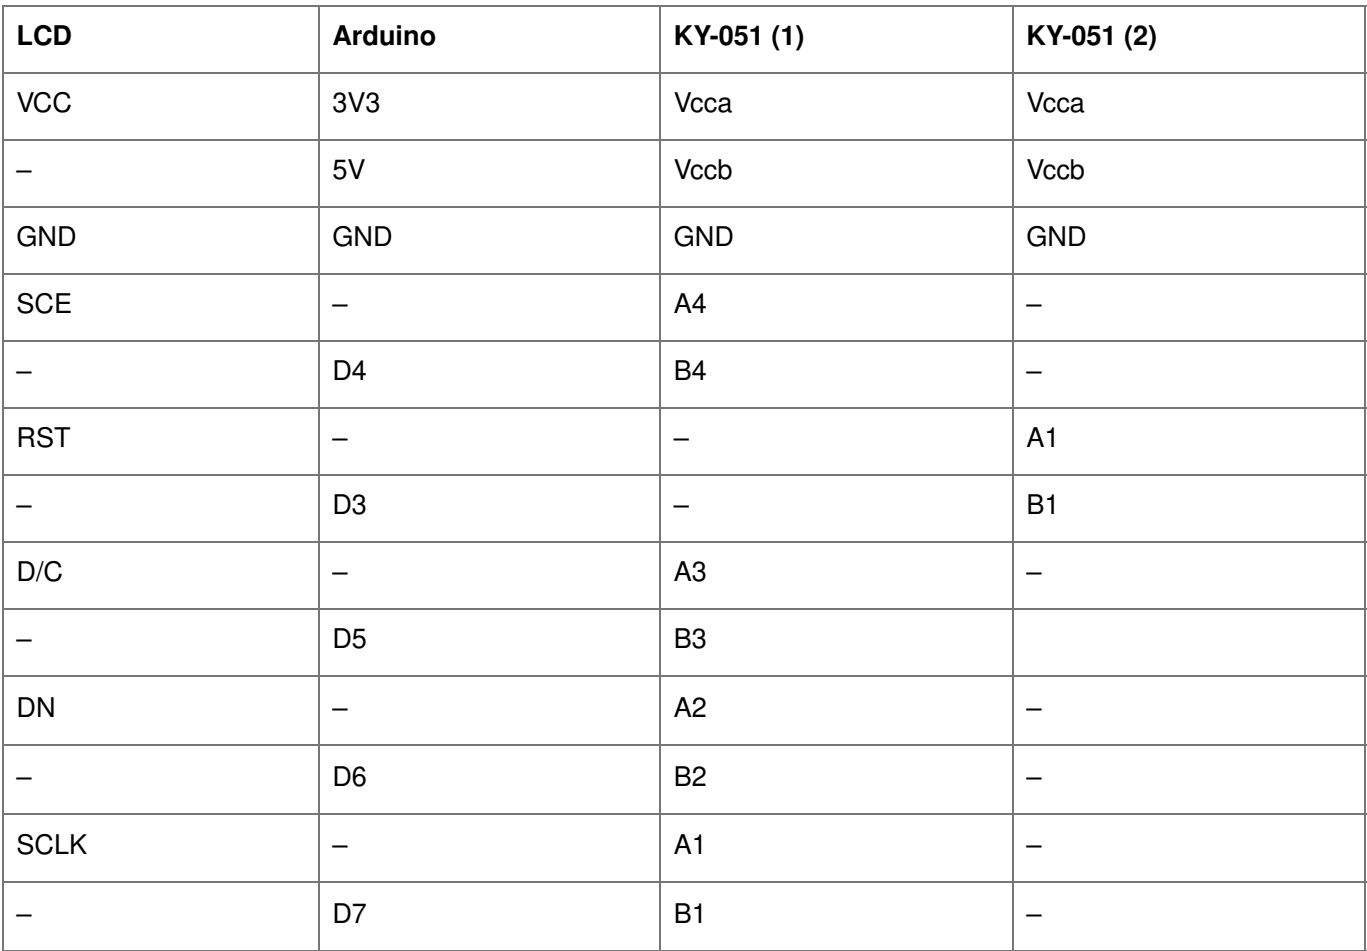 LCD Arduino KY-051 (1) KY-051 (2)
VCC 3V3 Vcca Vcca
– 5V Vccb Vccb
GND GND GND GND
SCE – A4 –
– D4 B4 –
RST – – A1
– D3 – B1
D/C – A3 –
– D5 B3
DN – A2 –
– D6 B2 –
SCLK – A1 –
– D7 B1 –